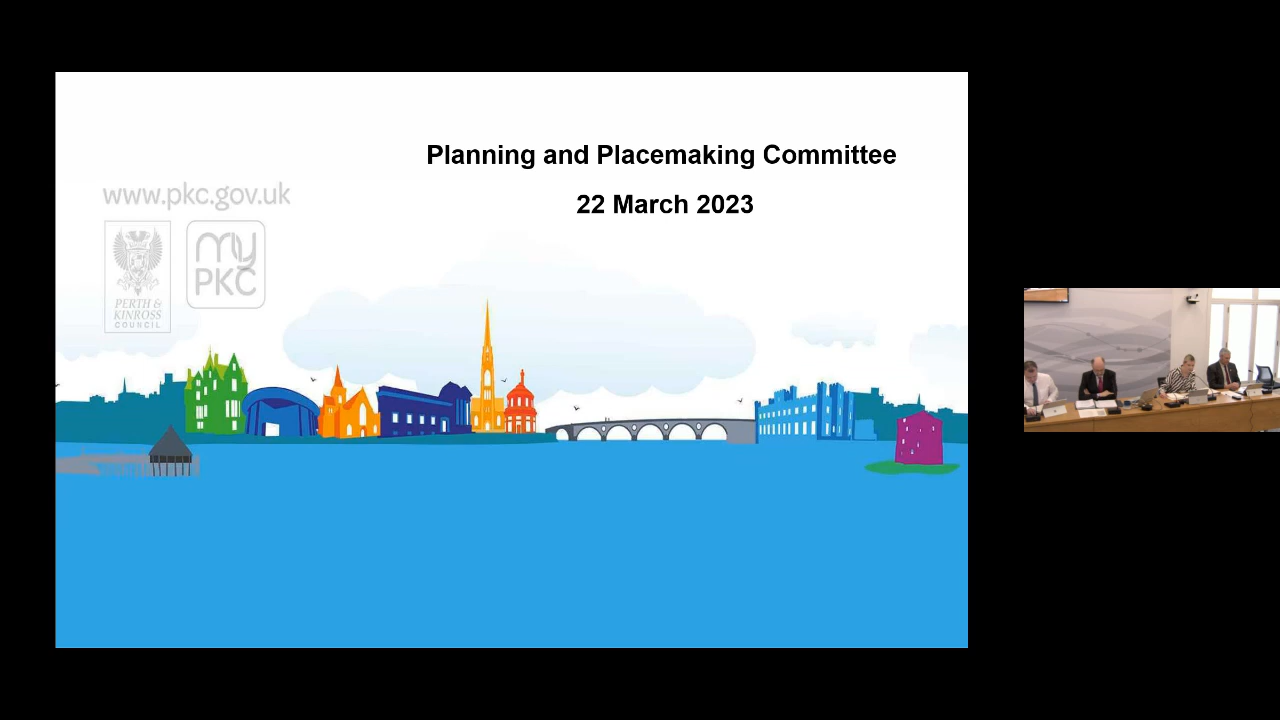 Planning and Placemaking Committee
22 March 2023
www.pkc.gov.uk
my
PKC
PERTH &
KINROSS
COUNCIL